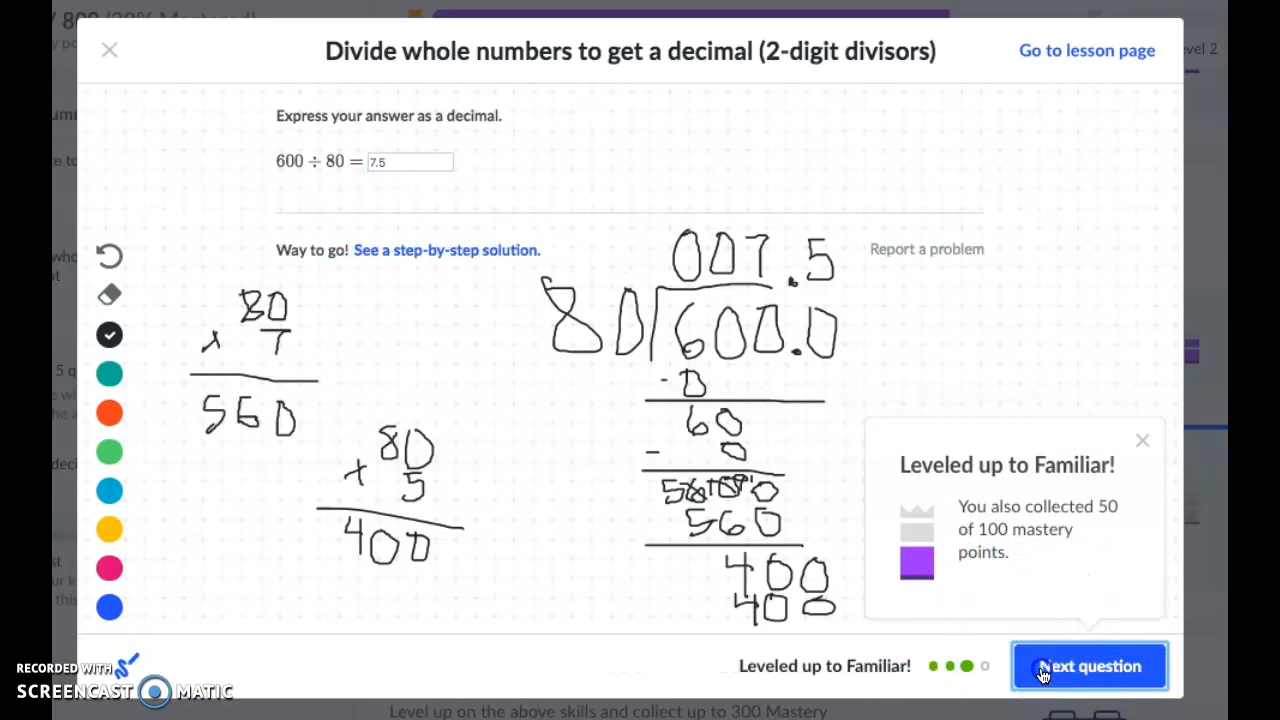 Divide whole numbers to get a decimal (2-digit divisors)
Go to lesson page
evel 2
Express your answer as a decimal.
600 ÷ 80 = 7.5
Way to go! See a step-by-step solution.
Report a problem
007.5
80 600.0
- 0
60
- 0
560
400
400
80
x 7
560
80
x 5
400
Leveled up to Familiar!
You also collected 50
of 100 mastery
points.
Leveled up to Familiar!
Next question
RECORDED WITH
SCREENCAST MATIC
Level up on the above skills and collect up to 300 Mastery